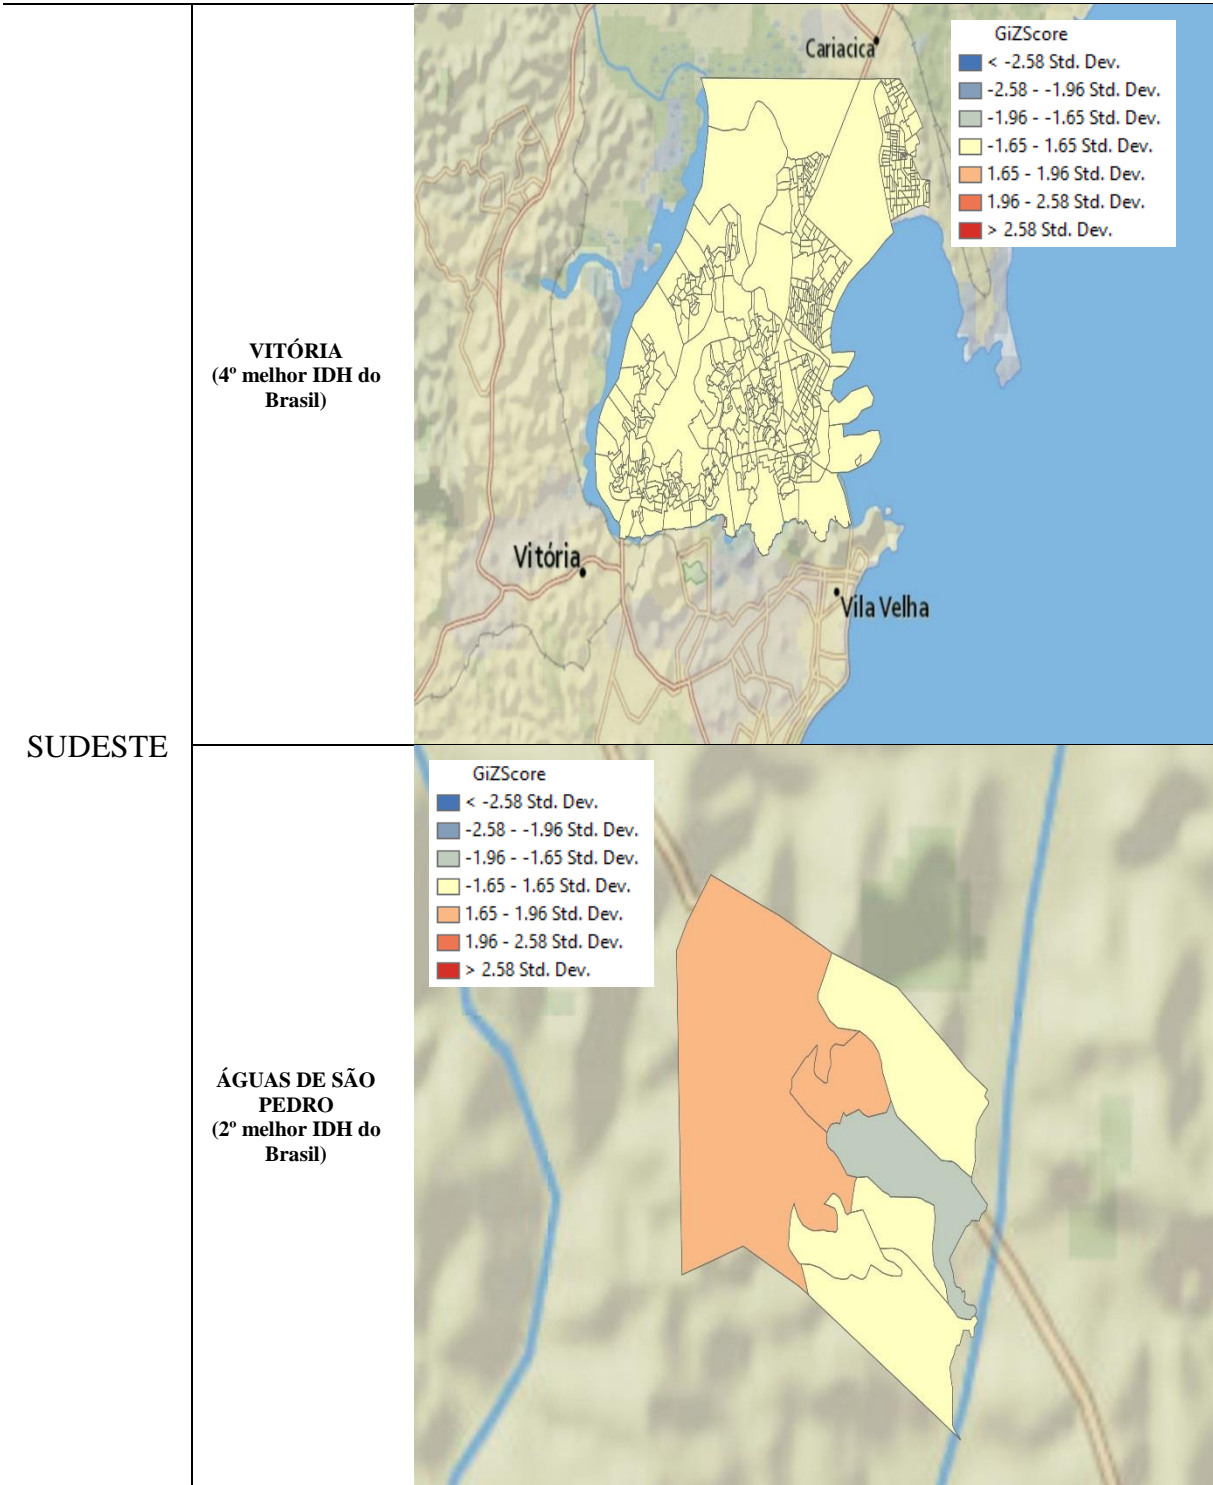 SUDESTE
VITÓRIA
(4º melhor IDH do
Brasil)
Cariacica
GiZScore
< -2.58 Std. Dev.
-2.58 - -1.96 Std. Dev.
-1.96 - -1.65 Std. Dev.
-1.65 - 1.65 Std. Dev.
1.65 - 1.96 Std. Dev.
1.96 - 2.58 Std. Dev.
> 2.58 Std. Dev.
Vitória
Vila Velha
ÁGUAS DE SÃO
PEDRO
(2º melhor IDH do
Brasil)
GiZScore
< -2.58 Std. Dev.
-2.58 - -1.96 Std. Dev.
-1.96 - -1.65 Std. Dev.
-1.65 - 1.65 Std. Dev.
1.65 - 1.96 Std. Dev.
1.96 - 2.58 Std. Dev.
> 2.58 Std. Dev.